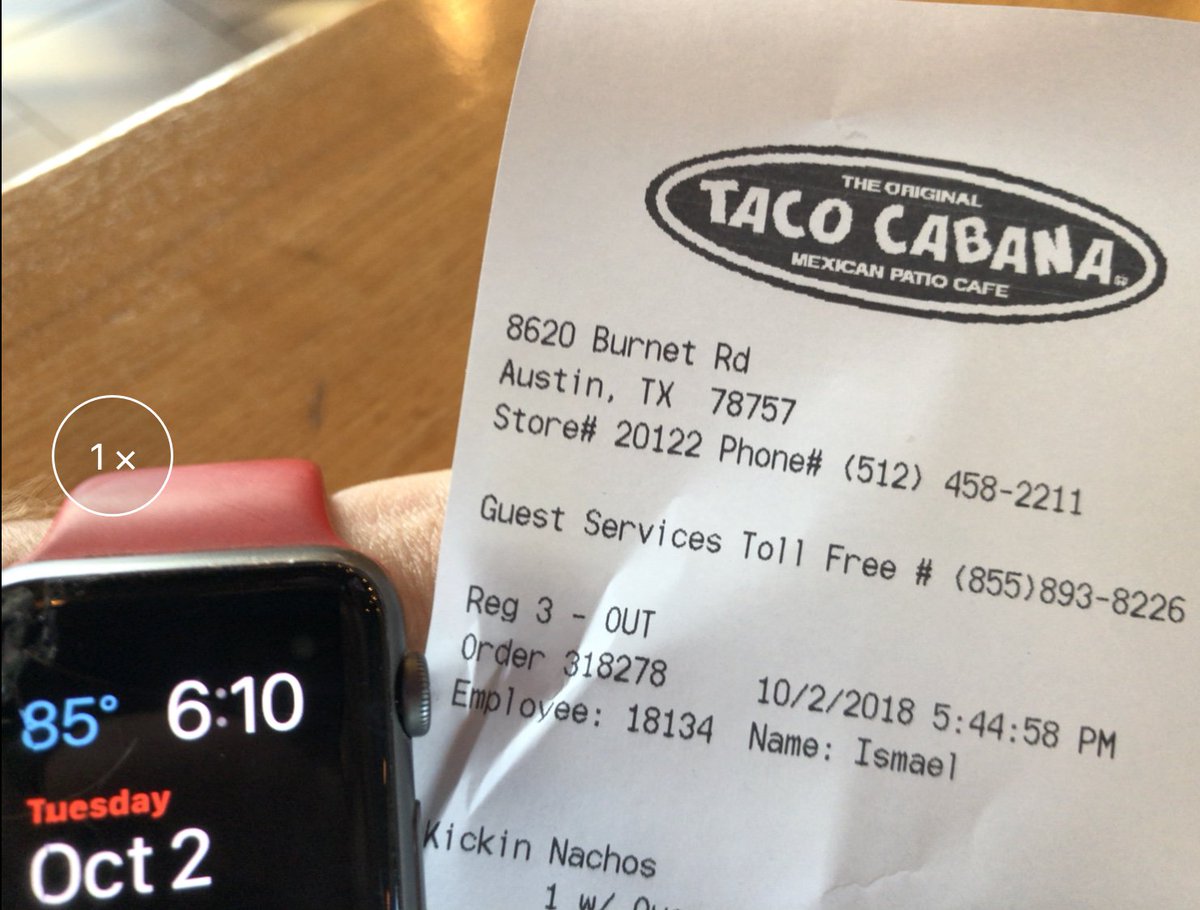 THE ORIGINAL
TACO CABANA
MEXICAN PATIO CAFE
8620 Burnet Rd
Austin, TX 78757
Store# 20122 Phone# (512) 458-2211
Guest Services Toll Free # (855)893-8226
Reg 3 - OUT
Order 318278 10/2/2018 5:44:58 PM
Employee: 18134 Name: Ismael
Kickin Nachos
1 w/
1×
85° 6:10
Tuesday
Oct 2